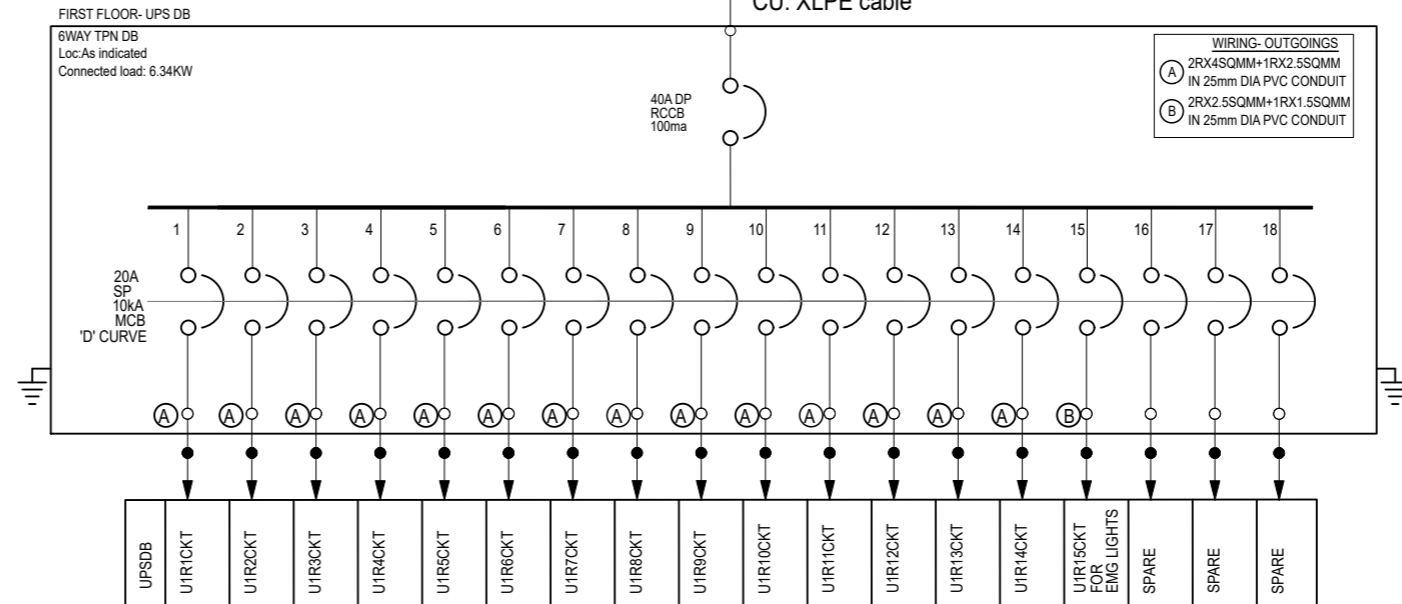 CU. XLPE cable
FIRST FLOOR- UPS DB
6WAY TPN DB
Loc:As indicated
Connected load: 6.34KW
40A DP
RCCB
100ma
WIRING- OUTGOINGS
A 2RX4SQMM+1RX2.5SQMM
IN 25mm DIA PVC CONDUIT
B 2RX2.5SQMM+1RX1.5SQMM
IN 25mm DIA PVC CONDUIT
1 2 3 4 5 6 7 8 9 10 11 12 13 14 15 16 17 18
20A
SP
10kA
MCB
'D' CURVE
A A A A A A A A A A A A A A B
UPSDB
U1R1CKT
U1R2CKT
U1R3CKT
U1R4CKT
U1R5CKT
U1R6CKT
U1R7CKT
U1R8CKT
U1R9CKT
U1R10CKT
U1R11CKT
U1R12CKT
U1R13CKT
U1R14CKT
U1R15CKT
FOR
EMG LIGHTS
SPARE
SPARE
SPARE